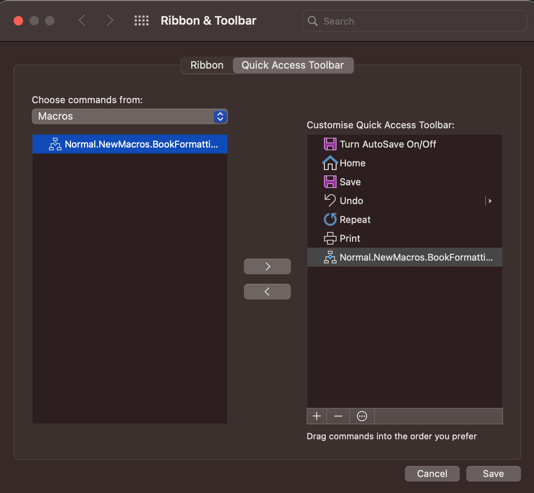 Ribbon & Toolbar
Search
Ribbon
Quick Access Toolbar
Choose commands from:
Macros
Normal.NewMacros.BookFormatti...
Customise Quick Access Toolbar:
Turn AutoSave On/Off
Home
Save
Undo
Repeat
Print
Normal.NewMacros.BookFormatti...
Drag commands into the order you prefer
Cancel
Save